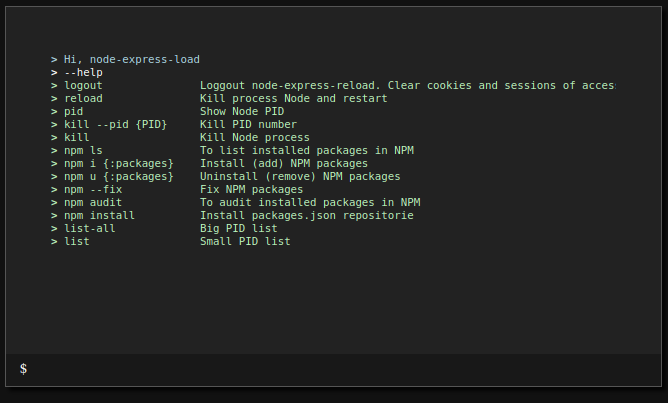 > Hi, node-express-load
> --help
> logout Loggout node-express-reload. Clear cookies and sessions of acces
> reload Kill process Node and restart
> pid Show Node PID
> kill --pid {PID} Kill PID number
> kill Kill Node process
> npm ls To list installed packages in NPM
> npm i {:packages} Install (add) NPM packages
> npm u {:packages} Uninstall (remove) NPM packages
> npm --fix Fix NPM packages
> npm audit To audit installed packages in NPM
> npm install Install packages.json repositorie
> list-all Big PID list
> list Small PID list
$